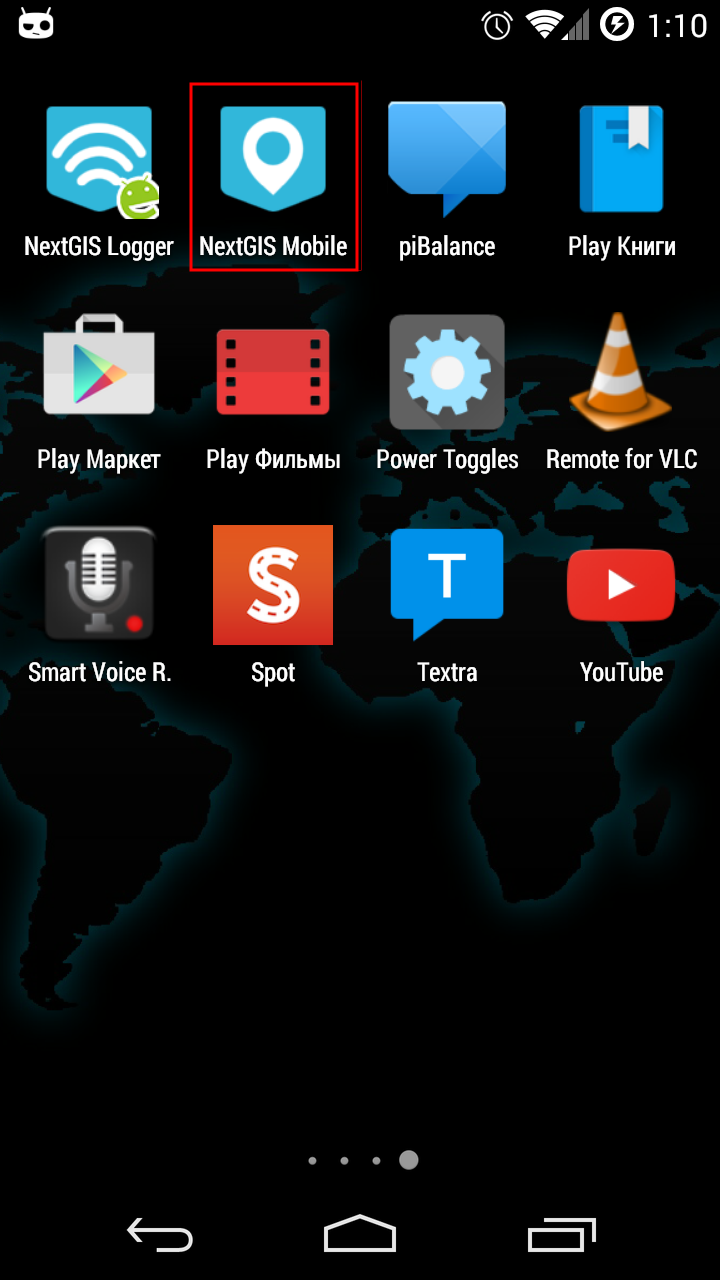 1:10
NextGIS Logger NextGIS Mobile piBalance Play Книги
Play Маркет Play Фильмы Power Toggles Remote for VLC
S T
Smart Voice R. Spot Textra YouTube